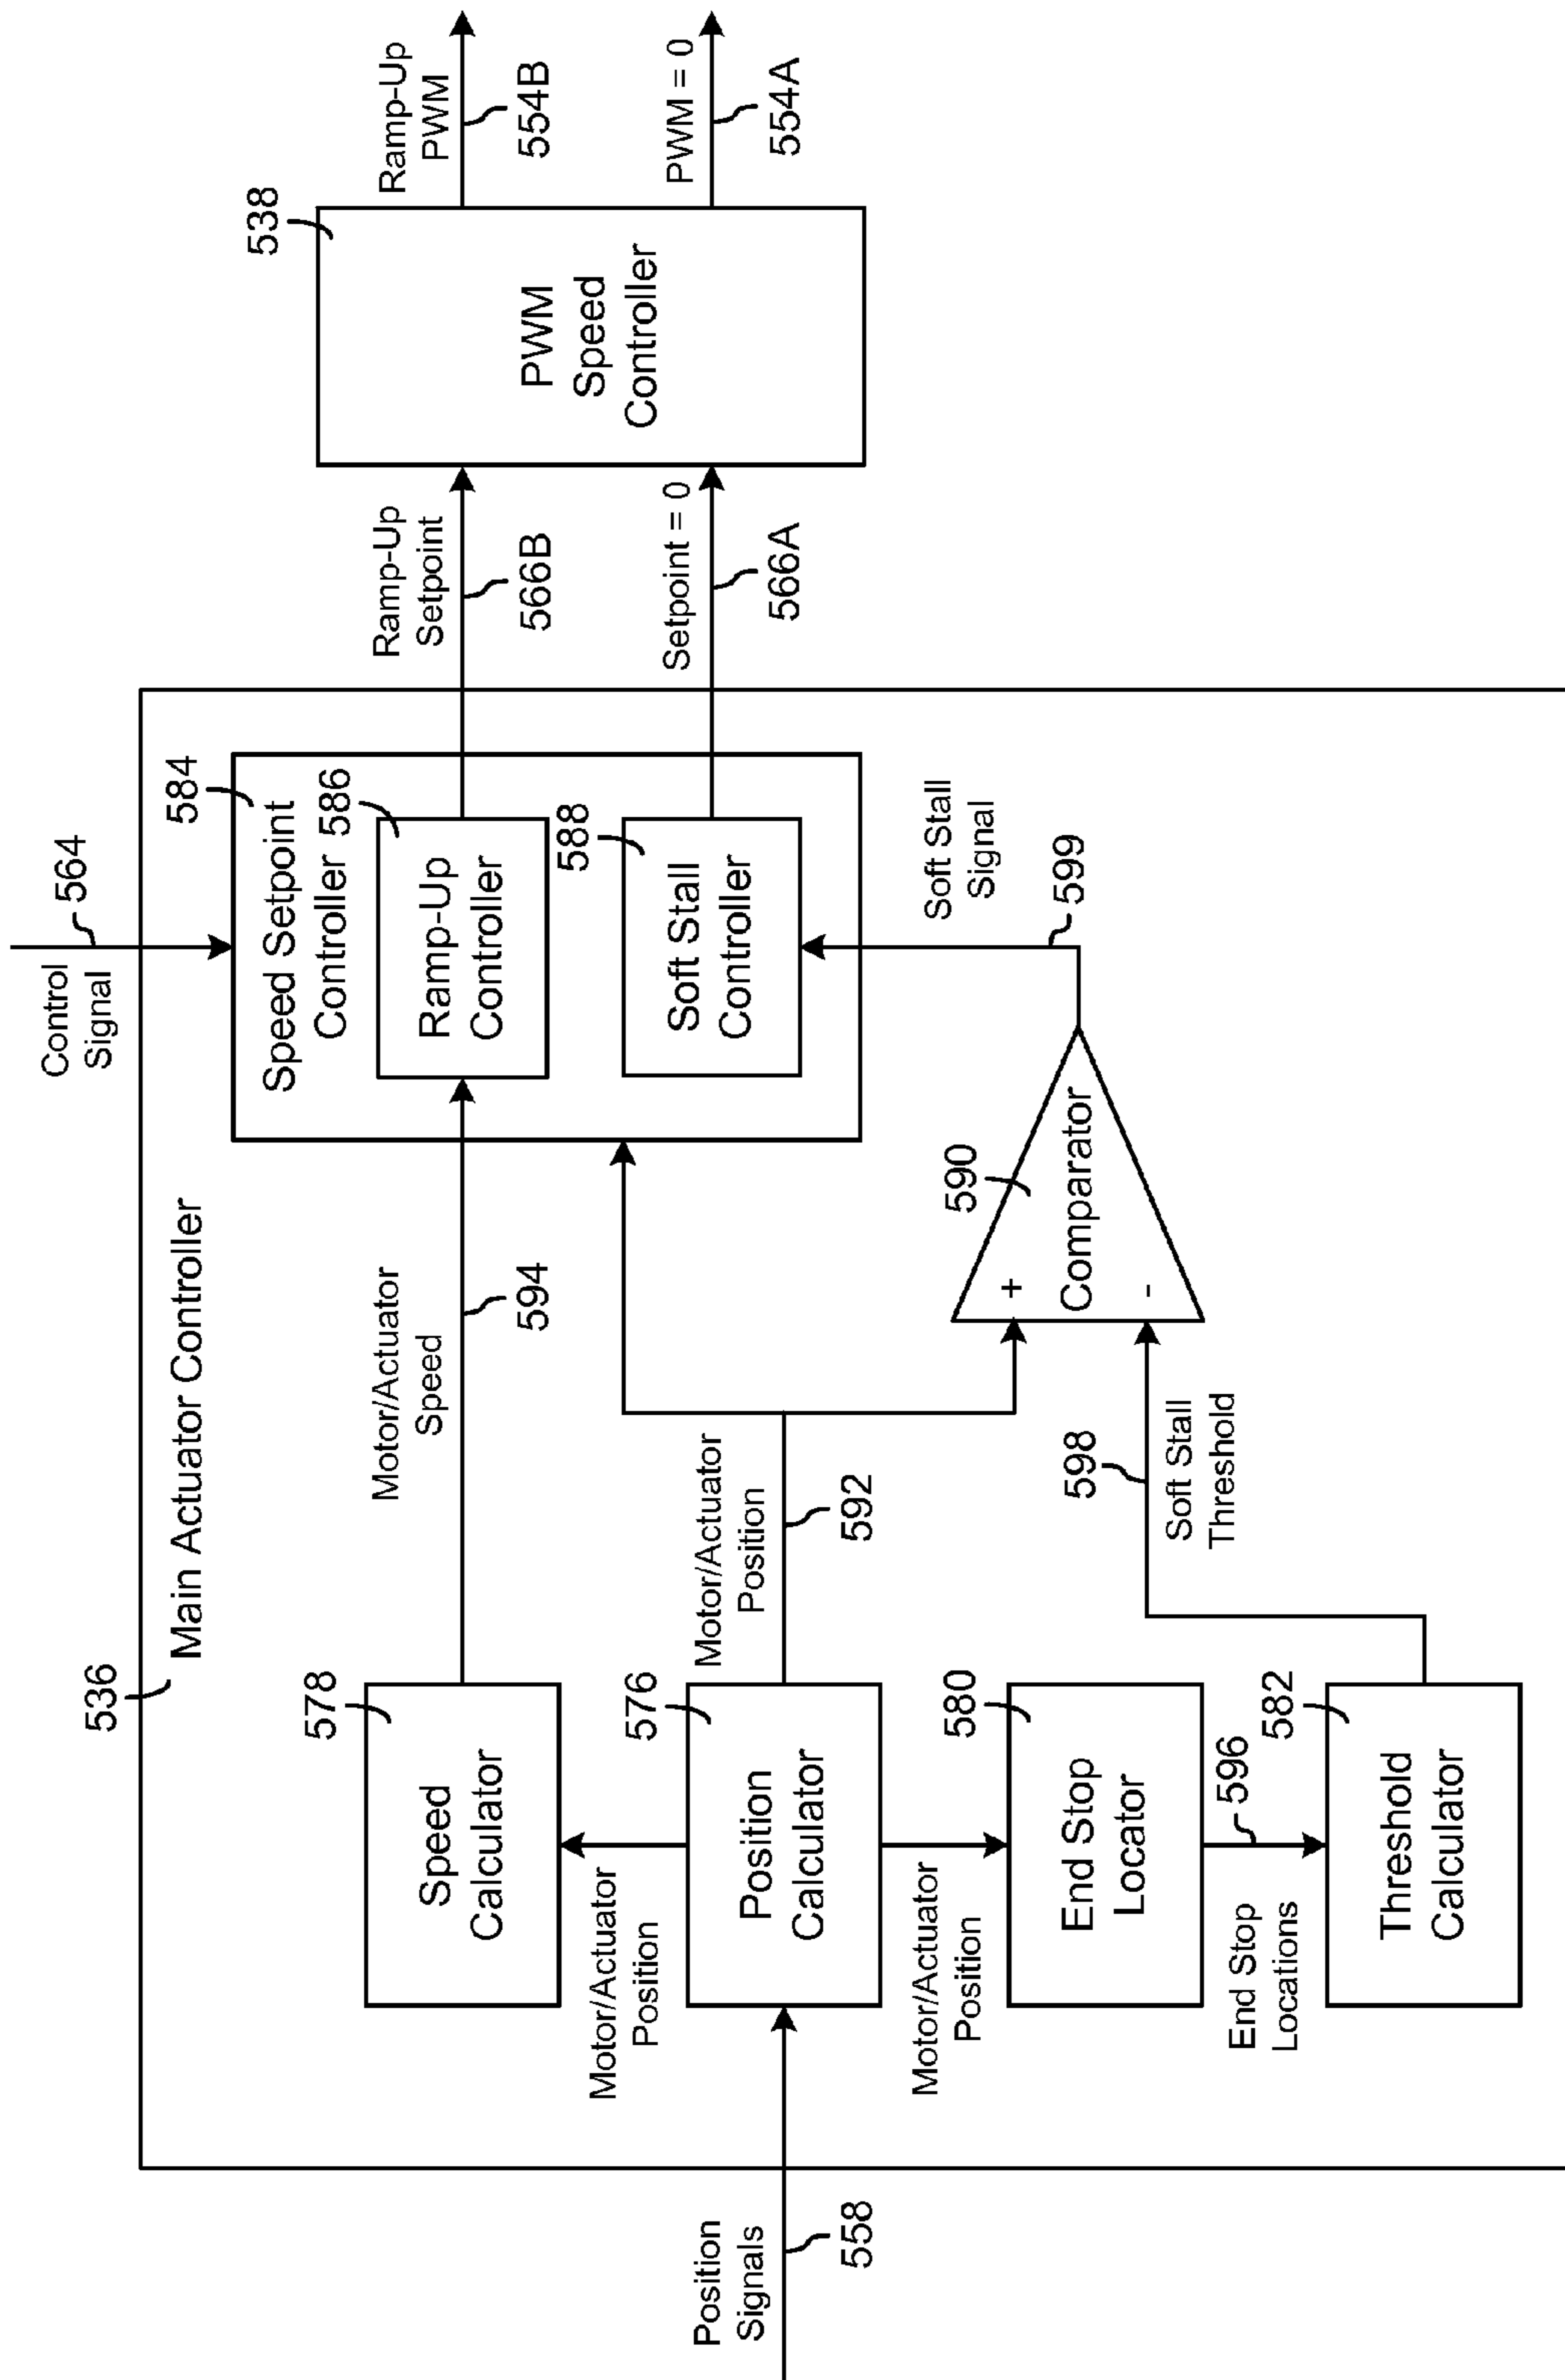 Control
Signal
564
536
Main Actuator Controller
584
Speed Setpoint
Controller
586
Ramp-Up
Controller
588
Soft Stall
Controller
Ramp-Up
Setpoint
566B
Setpoint = 0
566A
538
PWM
Speed
Controller
Ramp-Up
PWM
554B
PWM = 0
554A
578
Speed
Calculator
Motor/Actuator
Speed
594
Motor/Actuator
Position
Position
Signals
558
576
Position
Calculator
Motor/Actuator
Position
592
Motor/Actuator
Position
580
End Stop
Locator
End Stop
Locations
596
582
Threshold
Calculator
598
Soft Stall
Threshold
590
+
Comparator
-
Soft Stall
Signal
599